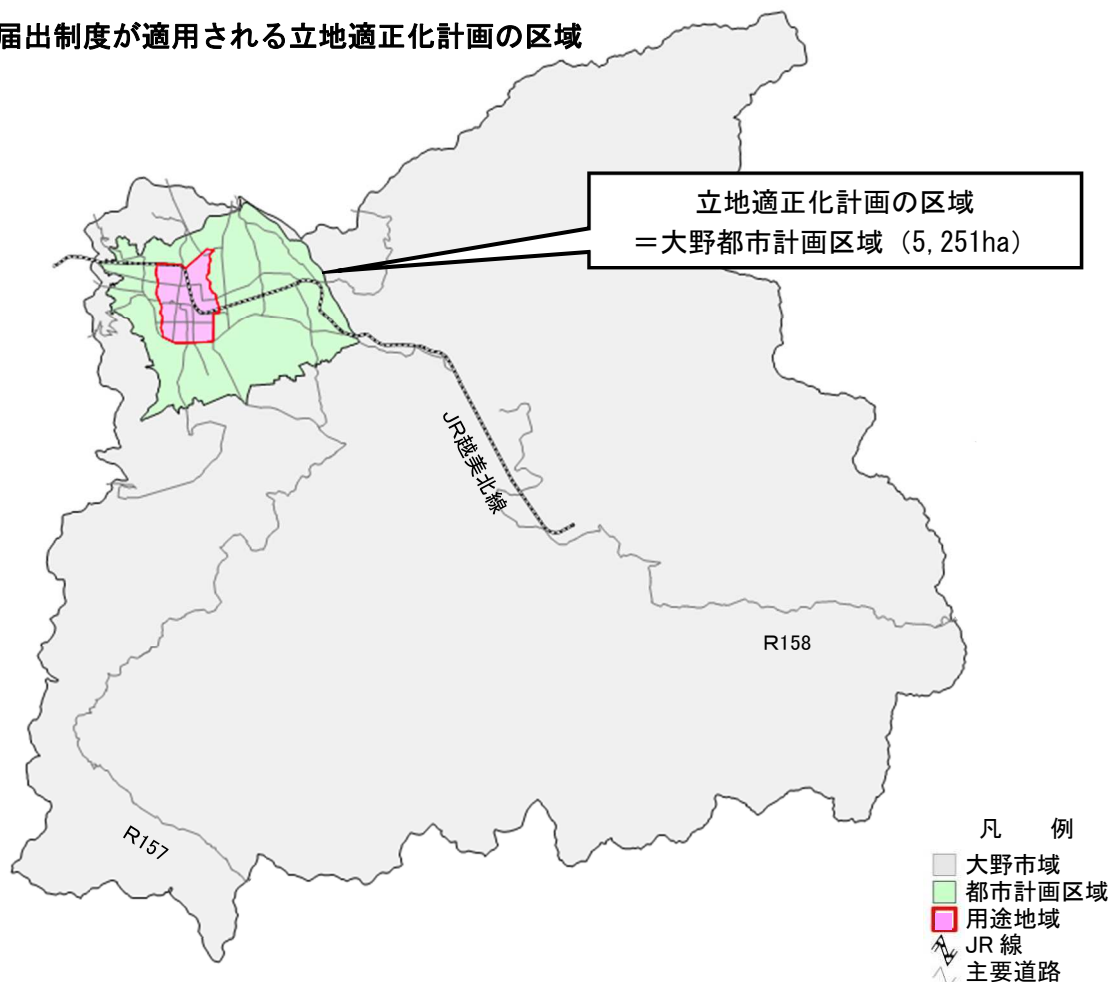 届出制度が適用される立地適正化計画の区域
立地適正化計画の区域
＝大野都市計画区域（5,251ha）
JR越美北線
R158
R157
凡　例
大野市域
都市計画区域
用途地域
JR 線
主要道路